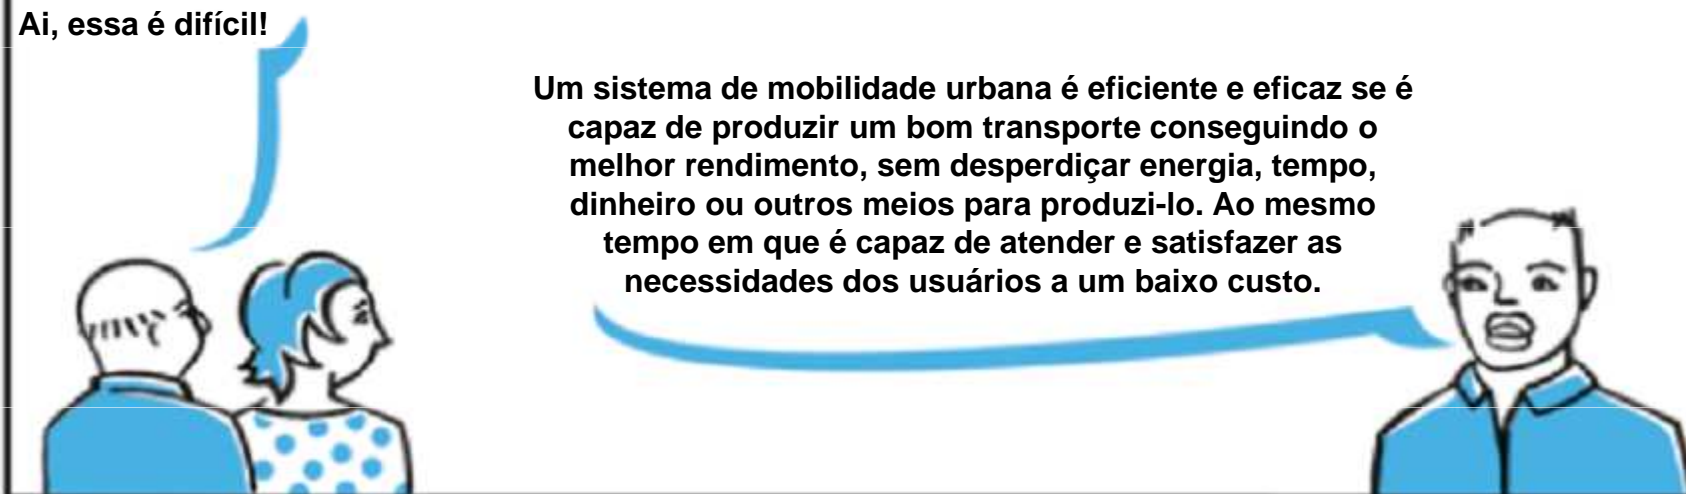 Ai, essa é difícil!
Um sistema de mobilidade urbana é eficiente e eficaz se é
capaz de produzir um bom transporte conseguindo o
melhor rendimento, sem desperdiçar energia, tempo,
dinheiro ou outros meios para produzi-lo. Ao mesmo
tempo em que é capaz de atender e satisfazer as
necessidades dos usuários a um baixo custo.